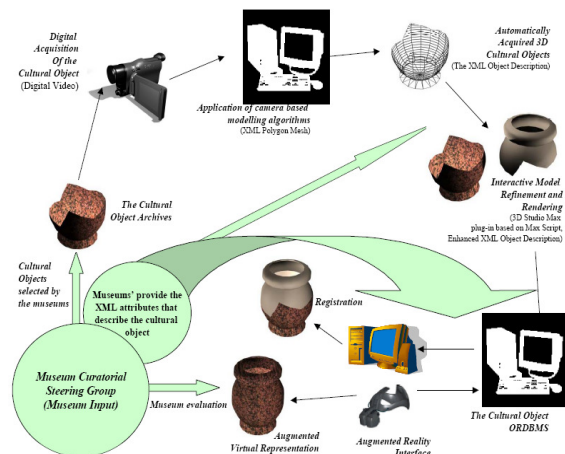 Digital
Acquisition
Of the
Cultural Object
(Digital Video)
Application of camera based
modelling algorithms
(XML Polygon Mesh)
Automatically
Acquired 3D
Cultural Objects
(The XML Object Description)
Interactive Model
Refinement and
Rendering
(3D Studio Max
plug-in based on Max Script,
Enhanced XML Object Description)
The Cultural
Object Archives
Cultural
Objects
selected by
the museums
Museums' provide the
XML attributes that
describe the cultural
object
Registration
Museum Curatorial
Steering Group
(Museum Input)
Museum evaluation
Augmented
Virtual Representation
Augmented Reality
Interface
The Cultural Object
ORDBMS